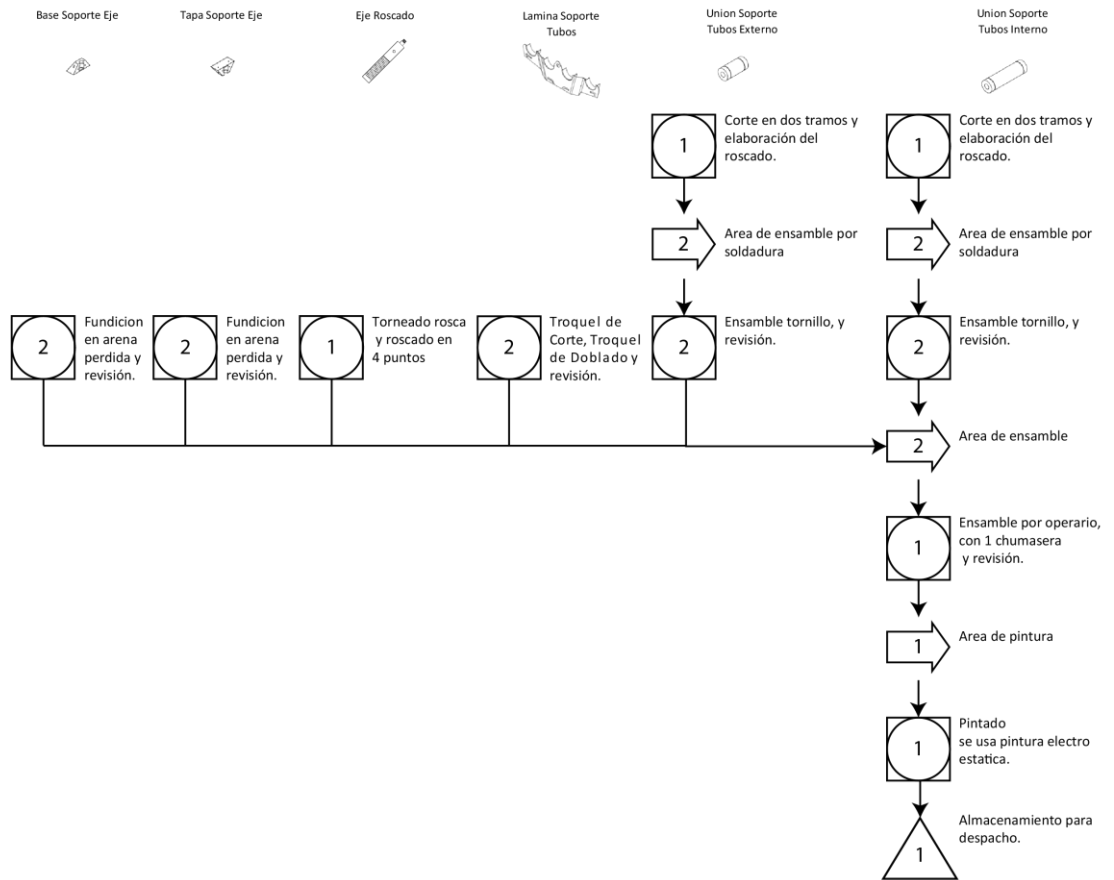 Base Soporte Eje
Tapa Soporte Eje
Eje Roscado
Lamina Soporte
Tubos
Union Soporte
Tubos Externo
Union Soporte
Tubos Interno
1
Corte en dos tramos y
elaboración del
roscado.
1
Corte en dos tramos y
elaboración del
roscado.
2
Area de ensamble por
soldadura
2
Area de ensamble por
soldadura
2
Fundicion
en arena
perdida y
revisión.
2
Fundicion
en arena
perdida y
revisión.
1
Torneado rosca
y roscado en
4 puntos
2
Troquel de
Corte, Troquel
de Doblado y
revisión.
2
Ensamble tornillo, y
revisión.
2
Ensamble tornillo, y
revisión.
2
Area de ensamble
1
Ensamble por operario,
con 1 chumasera
y revisión.
1
Area de pintura
1
Pintado
se usa pintura electro
estatica.
1
Almacenamiento para
despacho.